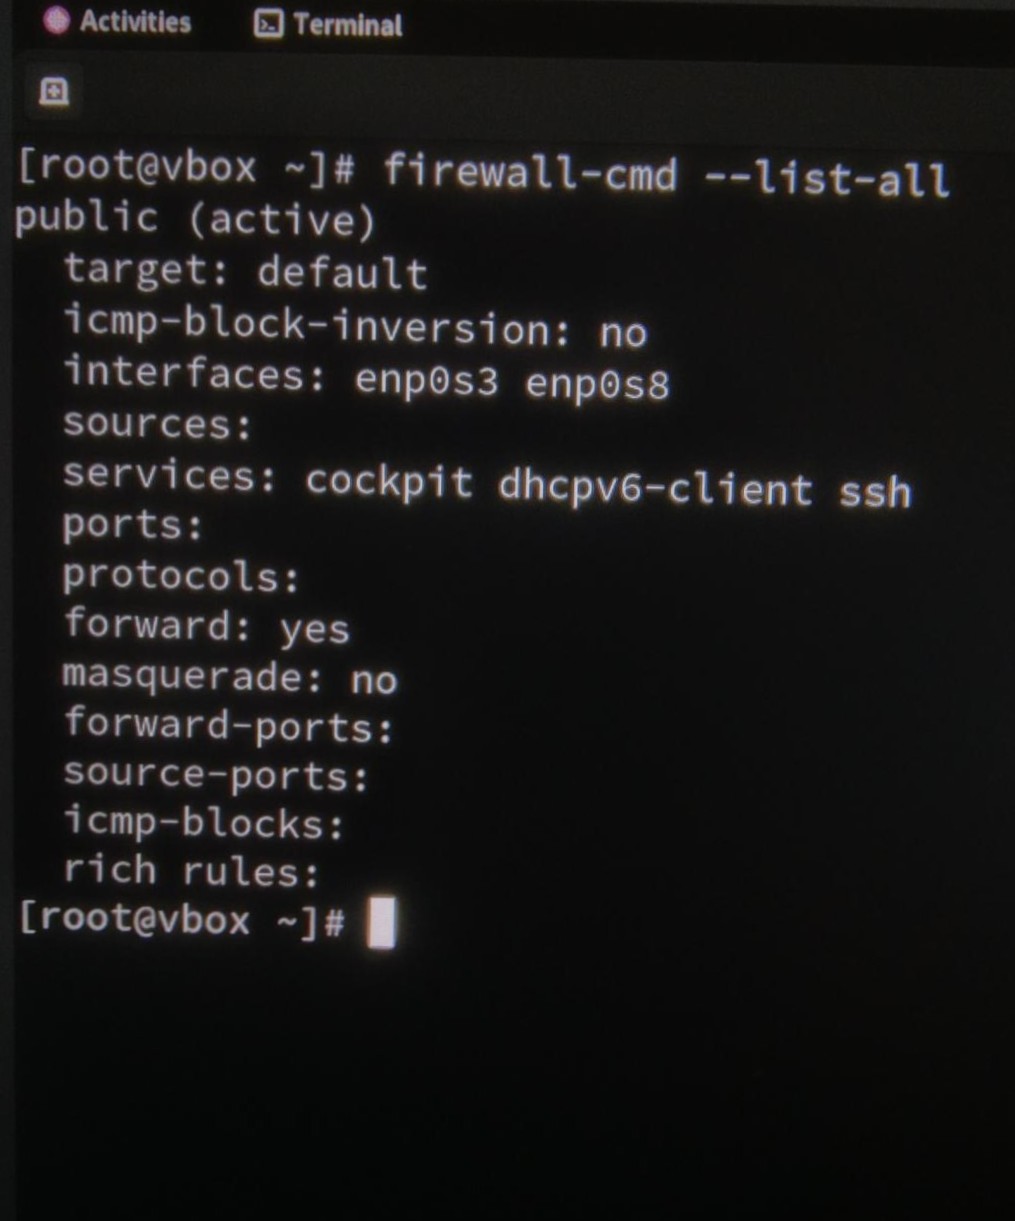 Activities Terminal
[root@vbox ~]# firewall-cmd --list-all
public (active)
  target: default
  icmp-block-inversion: no
  interfaces: enp0s3 enp0s8
  sources:
  services: cockpit dhcpv6-client ssh
  ports:
  protocols:
  forward: yes
  masquerade: no
  forward-ports:
  source-ports:
  icmp-blocks:
  rich rules:
[root@vbox ~]#